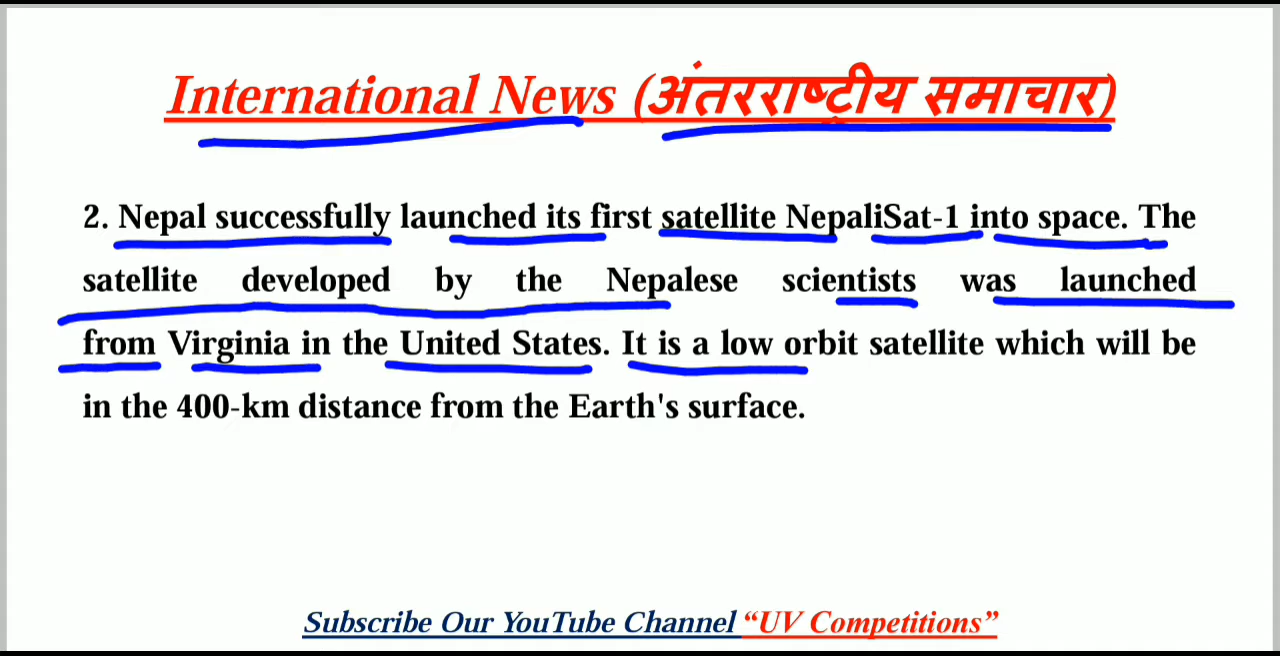 International News (अंतरराष्ट्रीय समाचार)
2. Nepal successfully launched its first satellite NepaliSat-1 into space. The
satellite developed by the Nepalese scientists was launched
from Virginia in the United States. It is a low orbit satellite which will be
in the 400-km distance from the Earth's surface.
Subscribe Our YouTube Channel “UV Competitions”